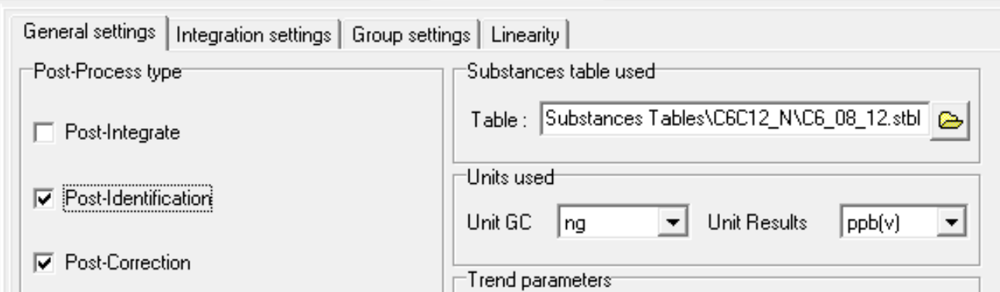 General settings
Integration settings
Group settings
Linearity
Post-Process type
Post-Integrate
Post-Identification
Post-Correction
Substances table used
Table : Substances Tables\C6C12_N\C6_08_12.stbl
Units used
Unit GC ng Unit Results ppb(v)
Trend parameters